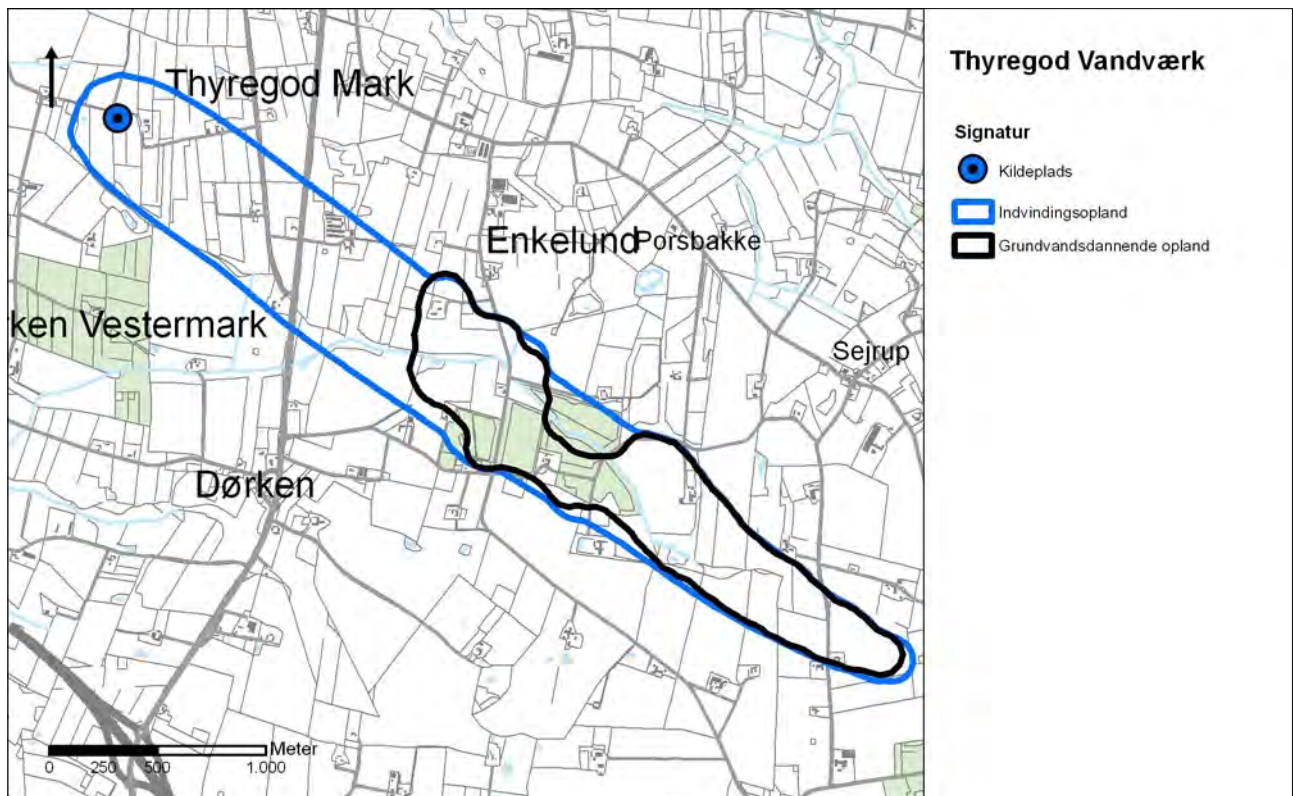 Thyregod Mark
Enkelund
Porsbakke
ken Vestermark
Sejrup
Dørken
Meter
0 250 500 1.000
Thyregod Vandværk
Signatur
Kildeplads
Indvindingsopland
Grundvandsdannende opland